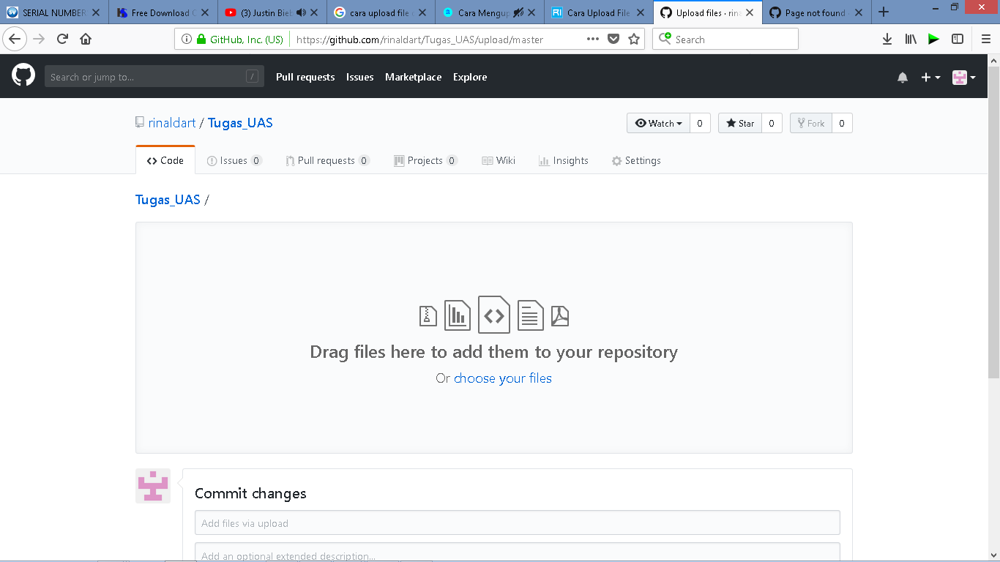 SERIAL NUMBER
Free Download C
(3) Justin Bieb
cara upload file
Cara Mengup
Cara Upload File
Upload files · rina
Page not found ·
GitHub, Inc. (US)
https://github.com/rinaldart/Tugas_UAS/upload/master
Search
Search or jump to...
/
Pull requests
Issues
Marketplace
Explore
rinaldart / Tugas_UAS
Watch 0
Star 0
Fork 0
Code
Issues 0
Pull requests 0
Projects 0
Wiki
Insights
Settings
Tugas_UAS /
Drag files here to add them to your repository
Or choose your files
Commit changes
Add files via upload
Add an optional extended description...